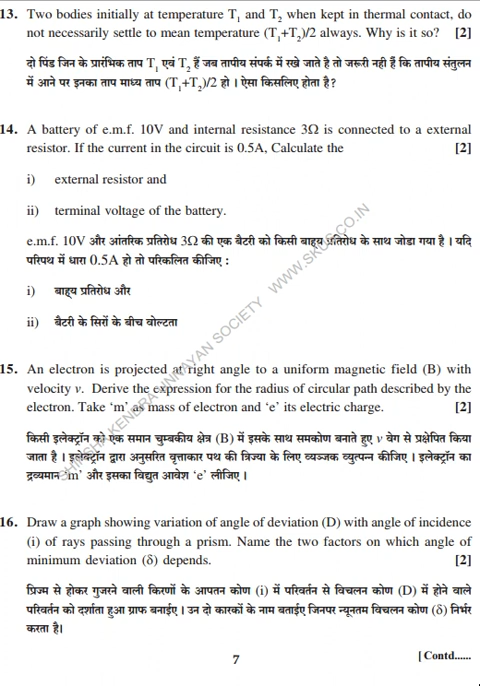 13. Two bodies initially at temperature T₁ and T₂ when kept in thermal contact, do
not necessarily settle to mean temperature (T₁+T₂)/2 always. Why is it so? [2]
दो पिंड जिन के प्रारंभिक ताप T₁ एवं T₂ हैं जब तापीय संपर्क में रखे जाते है तो जरूरी नही हैं कि तापीय संतुलन
में आने पर इनका ताप माध्य ताप (T₁+T₂)/2 हो । ऐसा किसलिए होता है?
14. A battery of e.m.f. 10V and internal resistance 3Ω is connected to a external
resistor. If the current in the circuit is 0.5A, Calculate the [2]
i) external resistor and
ii) terminal voltage of the battery.
e.m.f. 10V और आंतरिक प्रतिरोध 3Ω की एक बैटरी को किसी बाह्य प्रतिरोध के साथ जोडा गया है । यदि
परिपथ में धारा 0.5A हो तो परिकलित कीजिए :
i) बाह्य प्रतिरोध और
ii) बैटरी के सिरों के बीच वोल्टता
15. An electron is projected at right angle to a uniform magnetic field (B) with
velocity v. Derive the expression for the radius of circular path described by the
electron. Take ‘m’ as mass of electron and ‘e’ its electric charge. [2]
किसी इलेक्ट्रॉन को एक समान चुम्बकीय क्षेत्र (B) में इसके साथ समकोण बनाते हुए v वेग से प्रक्षेपित किया
जाता है । इलेक्ट्रॉन द्वारा अनुसरित वृत्ताकार पथ की त्रिज्या के लिए व्यञ्जक व्युत्पन्न कीजिए । इलेक्ट्रॉन का
द्रव्यमान ‘m’ और इसका विद्युत आवेश ‘e’ लीजिए ।
16. Draw a graph showing variation of angle of deviation (D) with angle of incidence
(i) of rays passing through a prism. Name the two factors on which angle of
minimum deviation (δ) depends. [2]
प्रिज्म से होकर गुजरने वाली किरणों के आपतन कोण (i) में परिवर्तन से विचलन कोण (D) में होने वाले
परिवर्तन को दर्शाता हुआ ग्राफ बनाईए । उन दो कारकों के नाम बताईए जिनपर न्यूनतम विचलन कोण (δ) निर्भर
करता है।
7 [ Contd......
WWW.SKGS.CO.IN